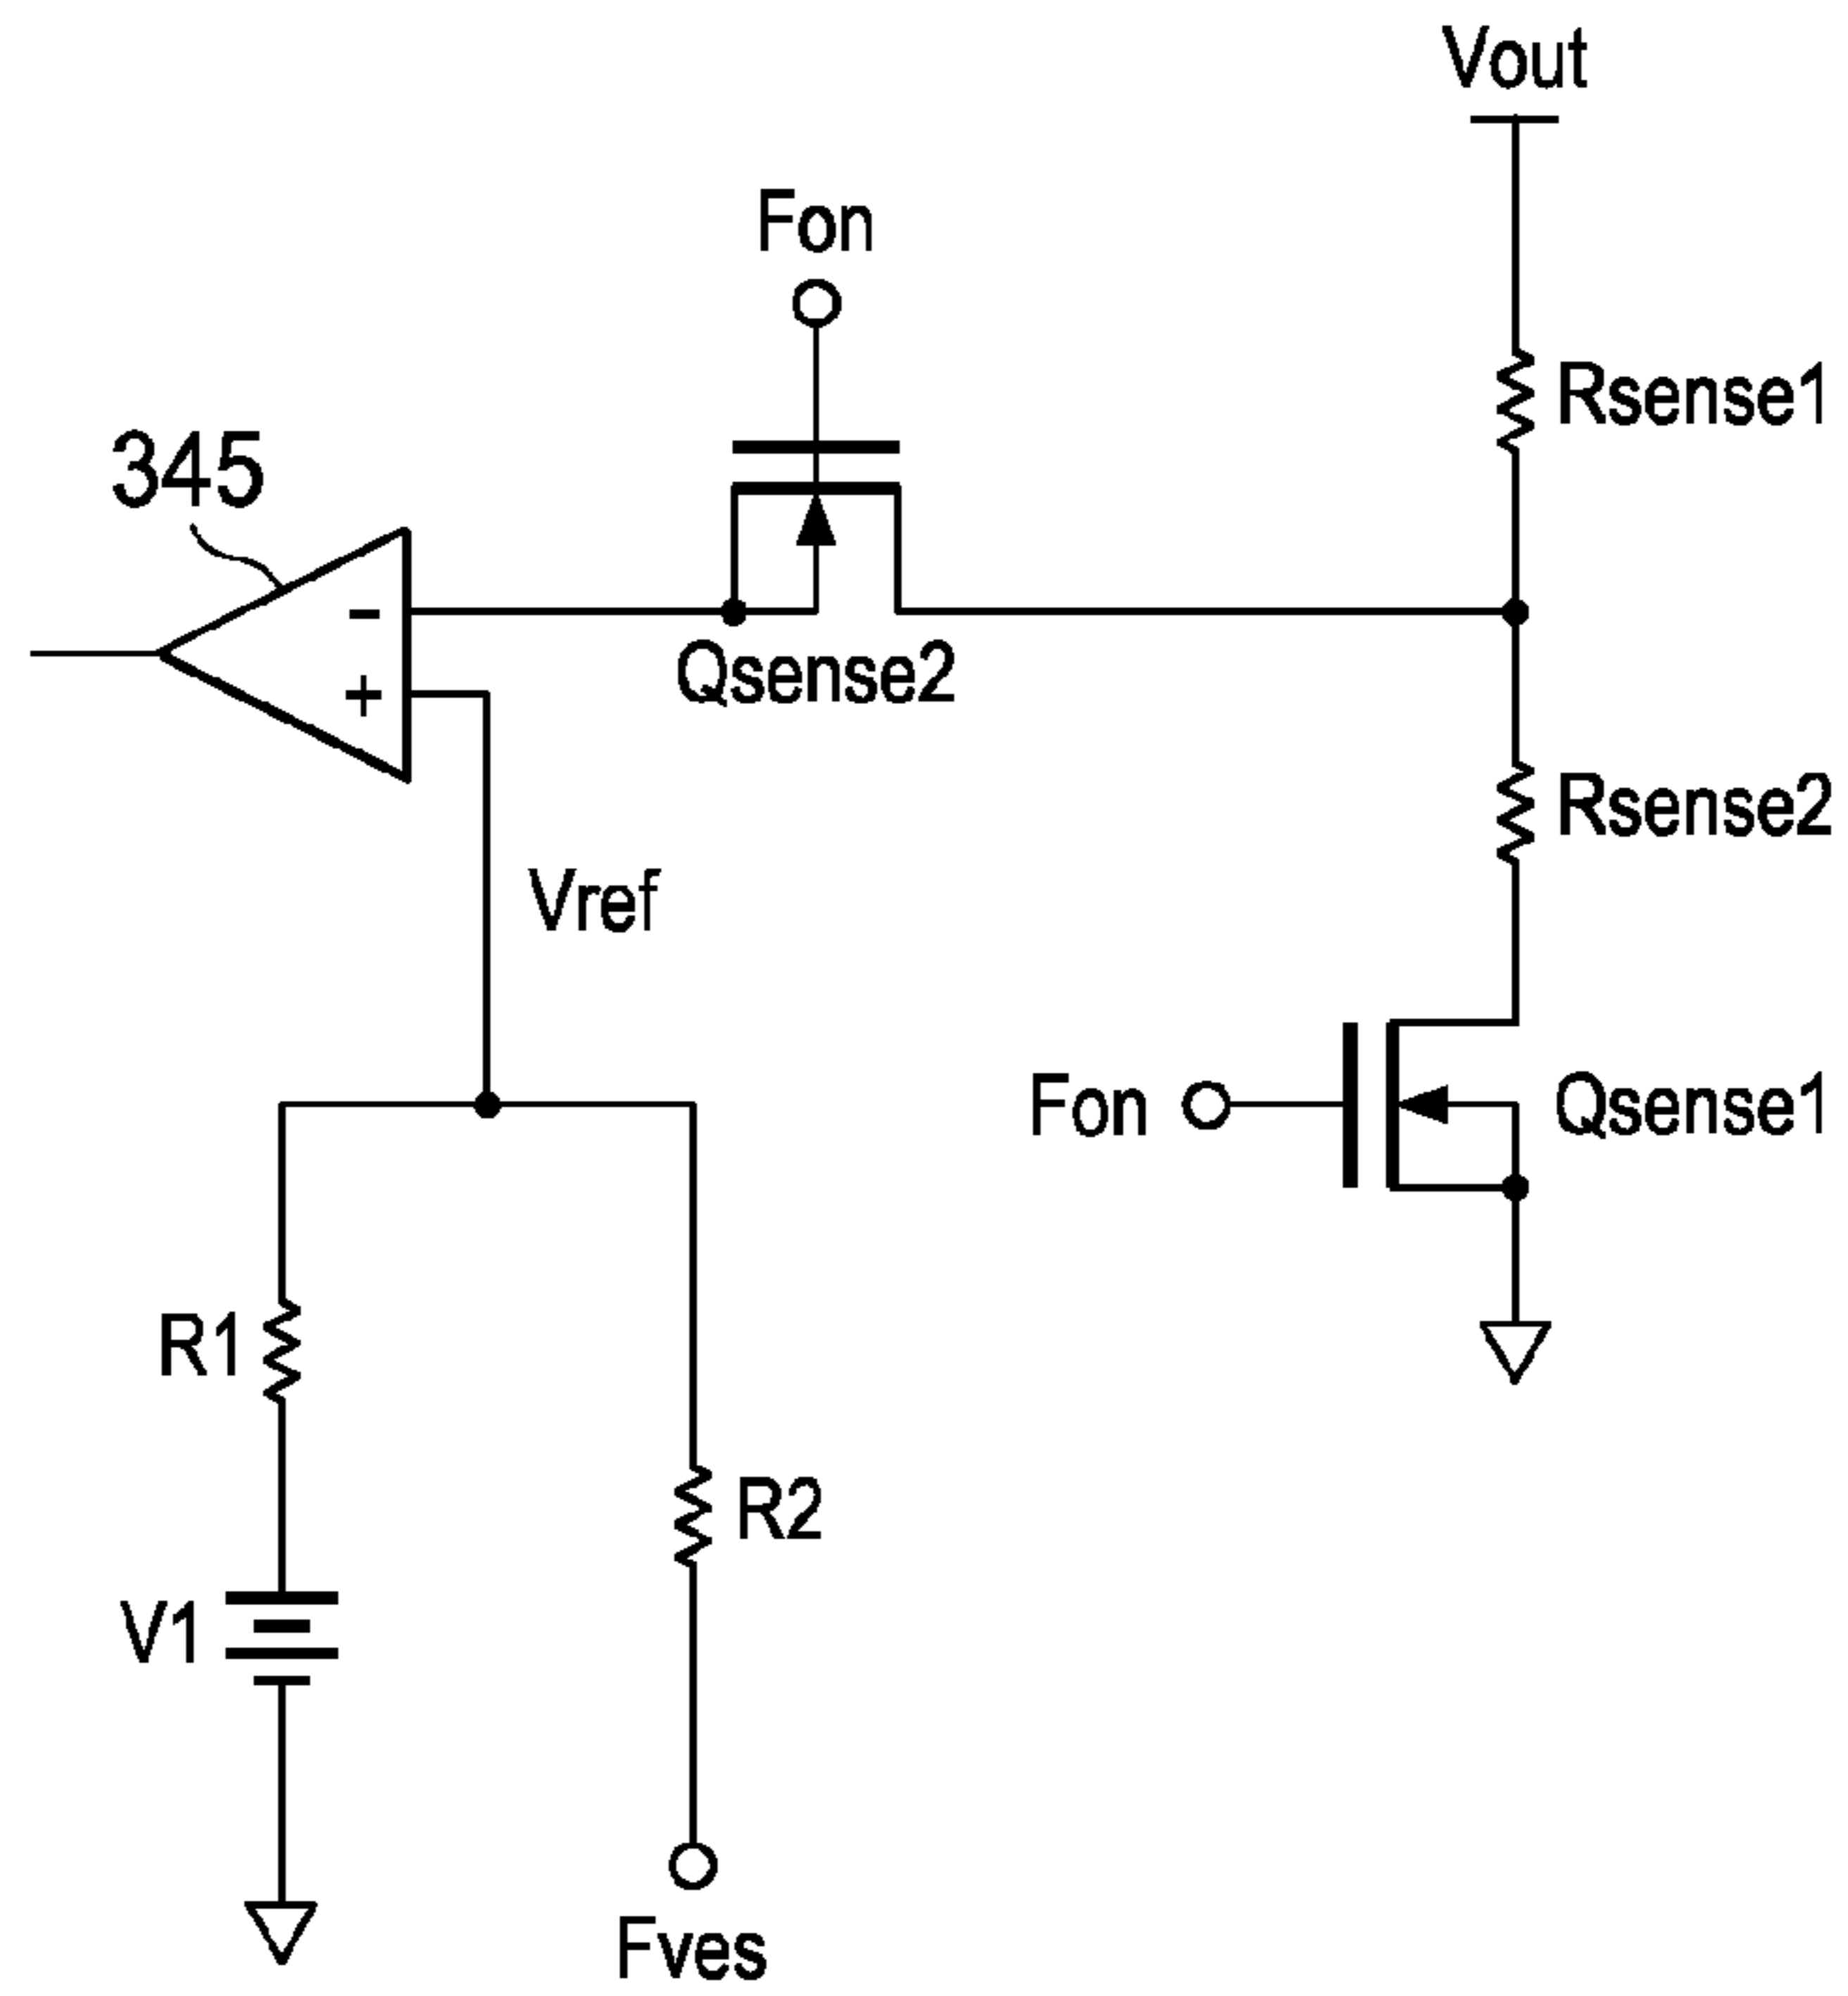 Vout
Fon
Rsense1
345
-
Qsense2
+
Rsense2
Vref
Fon
Qsense1
R1
R2
V1
Fves